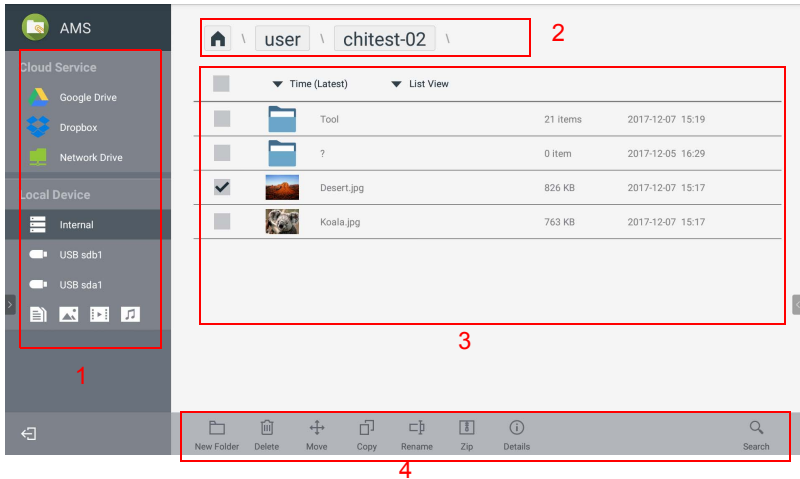 AMS
Cloud Service
Google Drive
Dropbox
Network Drive
Local Device
Internal
USB sdb1
USB sda1
1
\ user \ chitest-02 \
2
Time (Latest) List View
Tool 21 items 2017-12-07 15:19
? 0 item 2017-12-05 16:29
Desert.jpg 826 KB 2017-12-07 15:17
Koala.jpg 763 KB 2017-12-07 15:17
3
New Folder Delete Move Copy Rename Zip Details Search
4